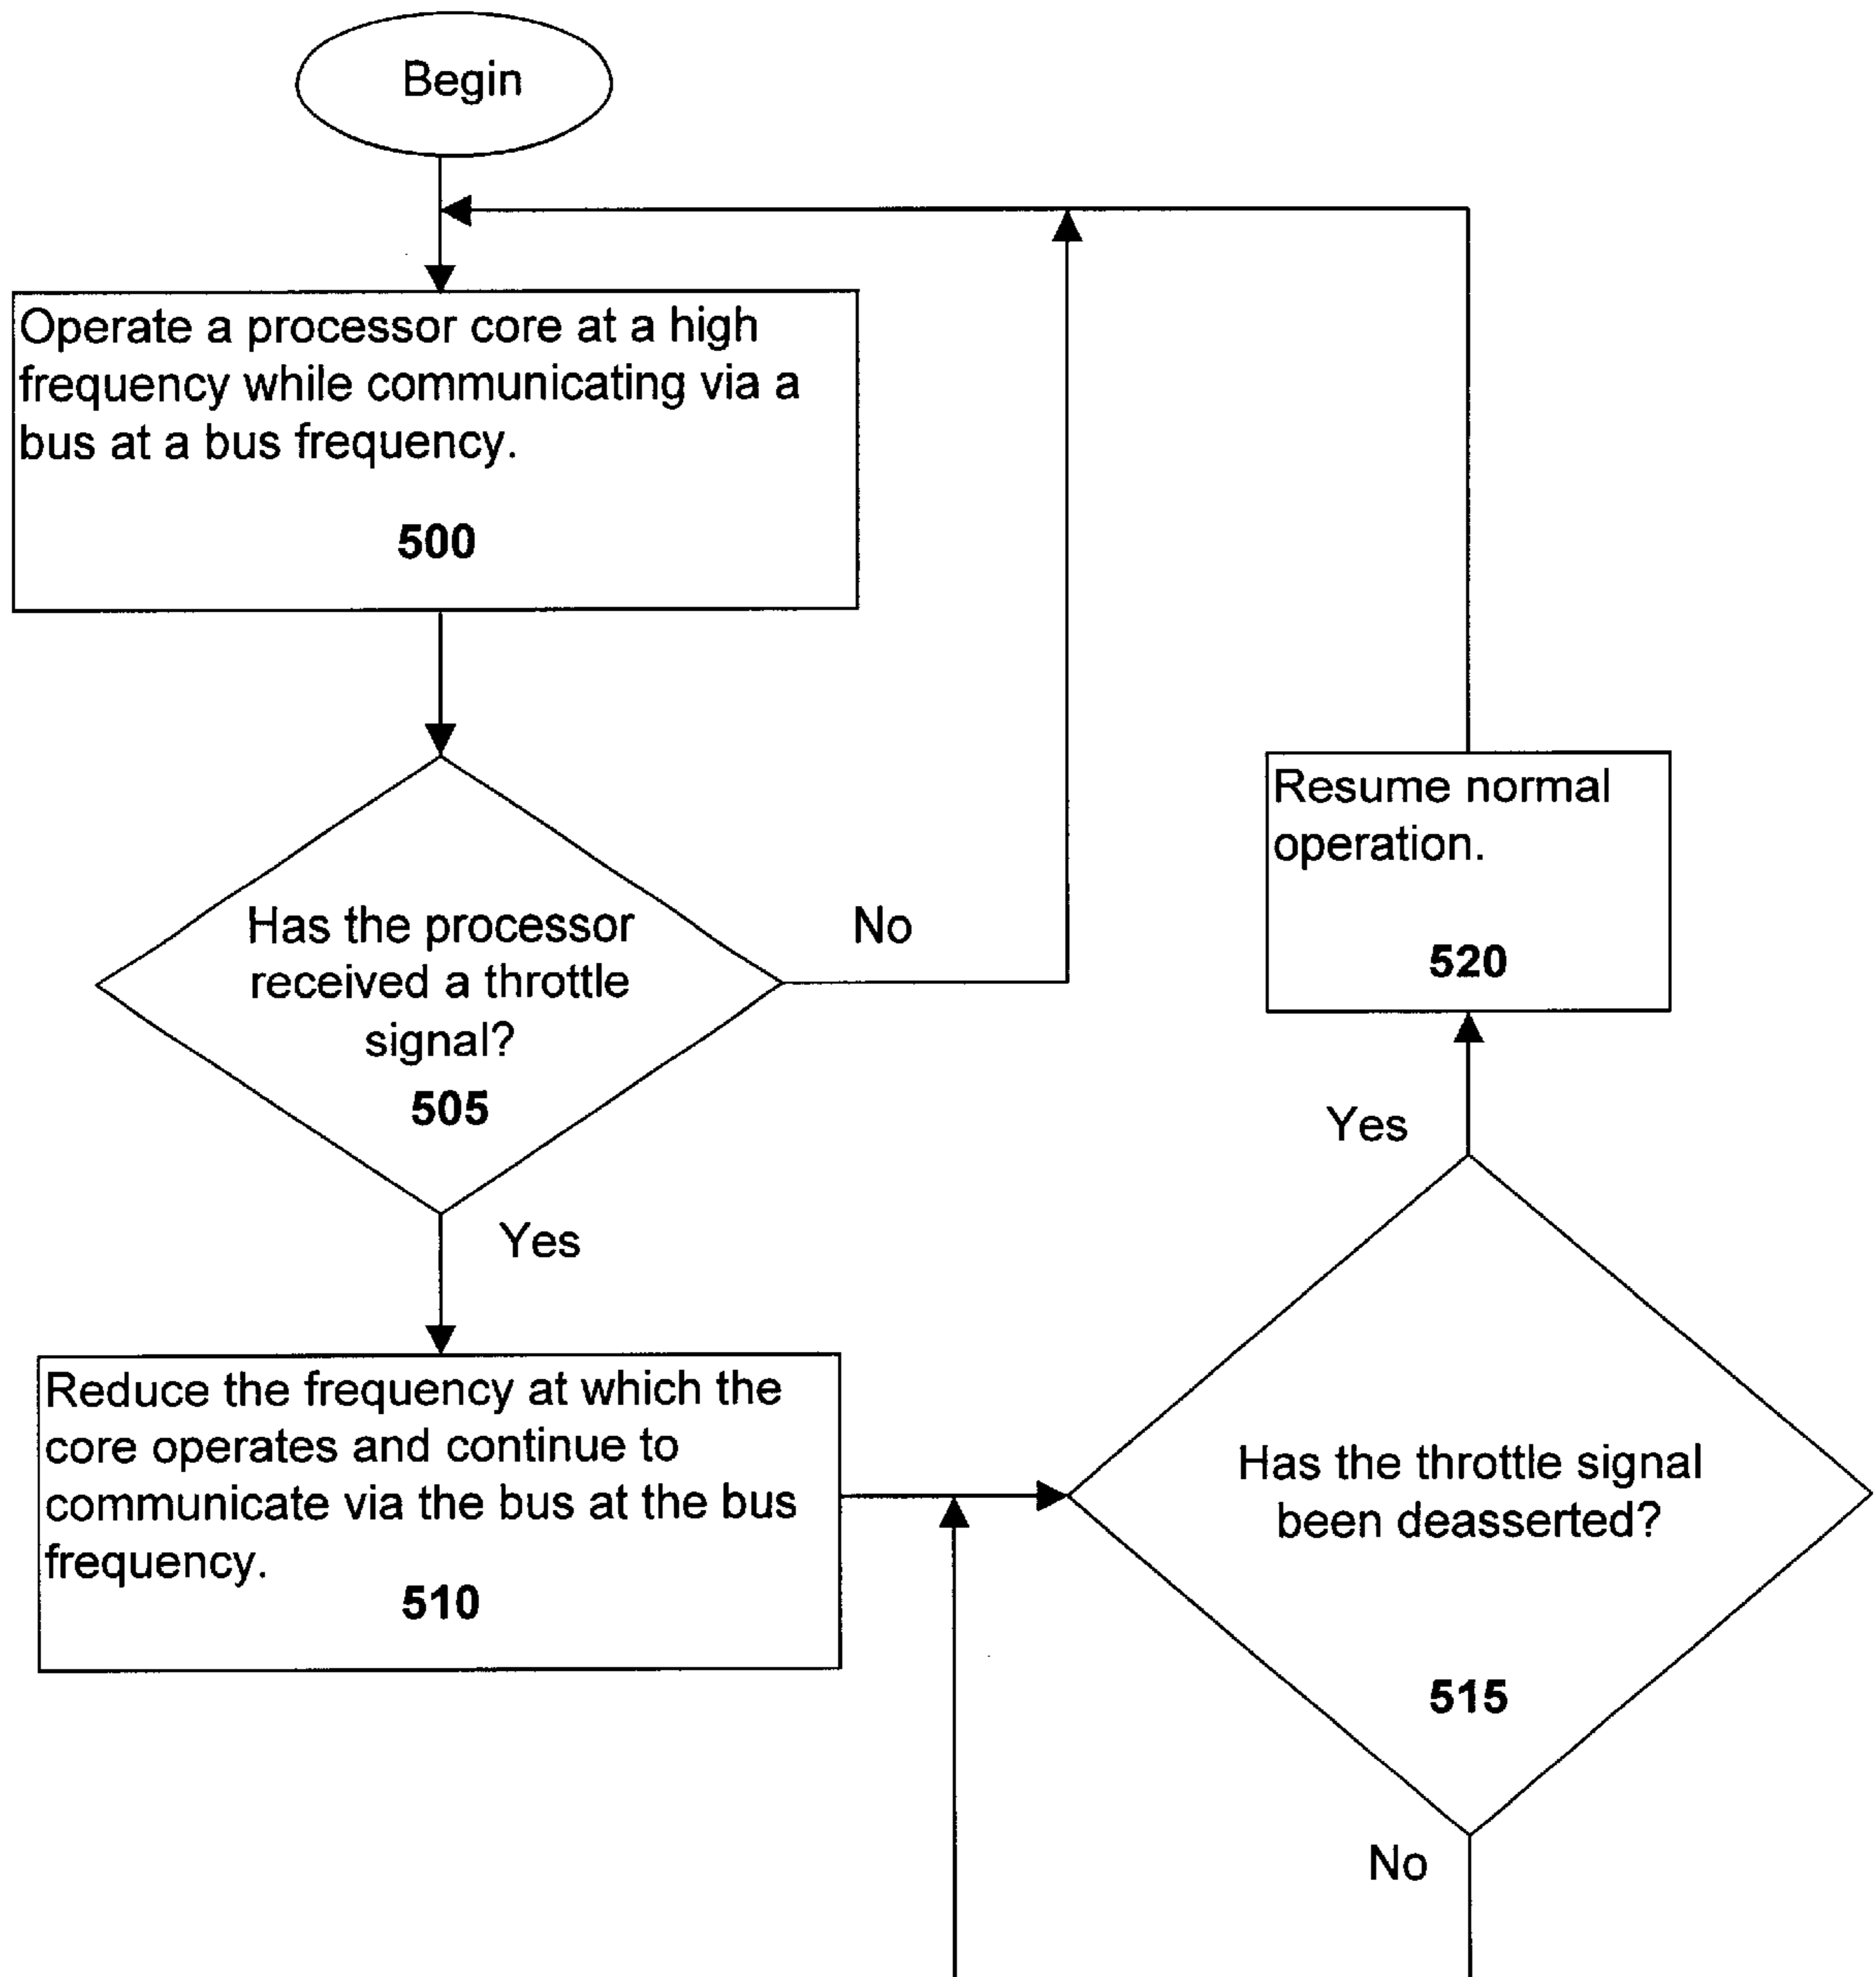 Begin
Operate a processor core at a high
frequency while communicating via a
bus at a bus frequency.
500
Has the processor
received a throttle
signal?
505
No
Yes
Reduce the frequency at which the
core operates and continue to
communicate via the bus at the bus
frequency.
510
Has the throttle signal
been deasserted?
515
No
Yes
Resume normal
operation.
520